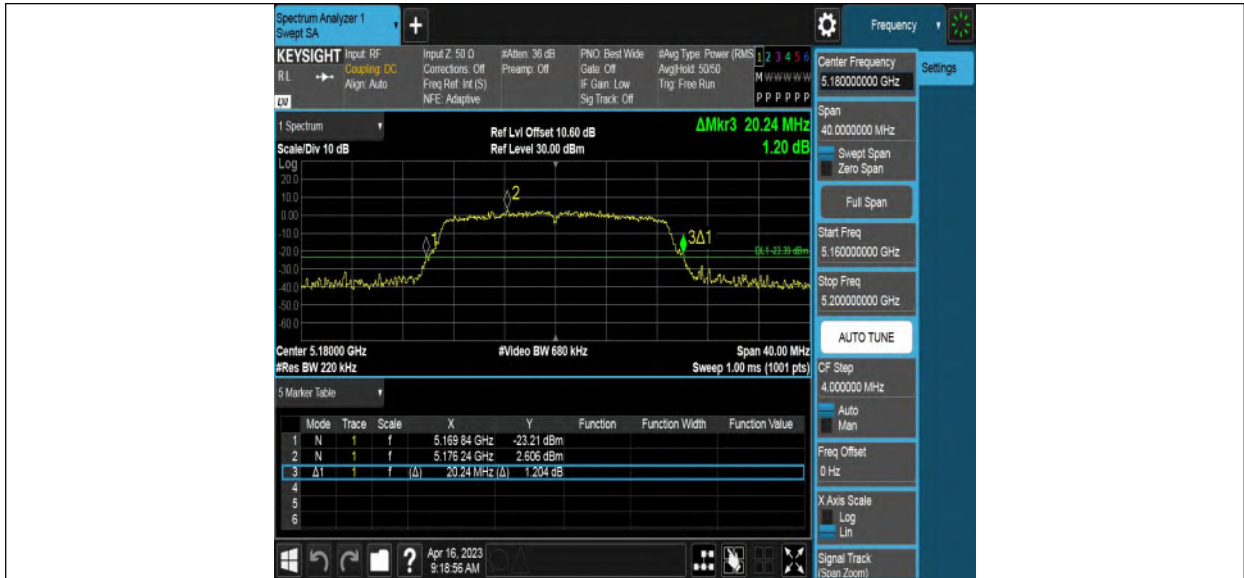 Spectrum Analyzer 1
Swept SA
+
Frequency
KEYSIGHT
Input: RF
Coupling: DC
Align: Auto
RL
LXI
Input Z: 50 Ω
Corrections: Off
Freq Ref: Int (S)
NFE: Adaptive
#Atten: 36 dB
Preamp: Off
PNO: Best Wide
Gate: Off
IF Gain: Low
Sig Track: Off
#Avg Type: Power (RMS
Avg|Hold: 50/50
Trig: Free Run
1 2 3 4 5 6
M W W W W W
P P P P P P
1 Spectrum
Scale/Div 10 dB
Ref Lvl Offset 10.60 dB
Ref Level 30.00 dBm
ΔMkr3 20.24 MHz
1.20 dB
Log
20.0
10.0
0.00
-10.0
-20.0
-30.0
-40.0
-50.0
-60.0
1
2
3Δ1
DL1 -23.39 dBm
Center 5.18000 GHz
#Video BW 680 kHz
Span 40.00 MHz
#Res BW 220 kHz
Sweep 1.00 ms (1001 pts)
5 Marker Table
Mode Trace Scale X Y Function Function Width Function Value
1 N 1 f 5.169 84 GHz -23.21 dBm
2 N 1 f 5.176 24 GHz 2.606 dBm
3 Δ1 1 f (Δ) 20.24 MHz (Δ) 1.204 dB
4
5
6
?
Apr 16, 2023
9:18:56 AM
Center Frequency
5.180000000 GHz
Settings
Span
40.0000000 MHz
Swept Span
Zero Span
Full Span
Start Freq
5.160000000 GHz
Stop Freq
5.200000000 GHz
AUTO TUNE
CF Step
4.000000 MHz
Auto
Man
Freq Offset
0 Hz
X Axis Scale
Log
Lin
Signal Track
(Span Zoom)